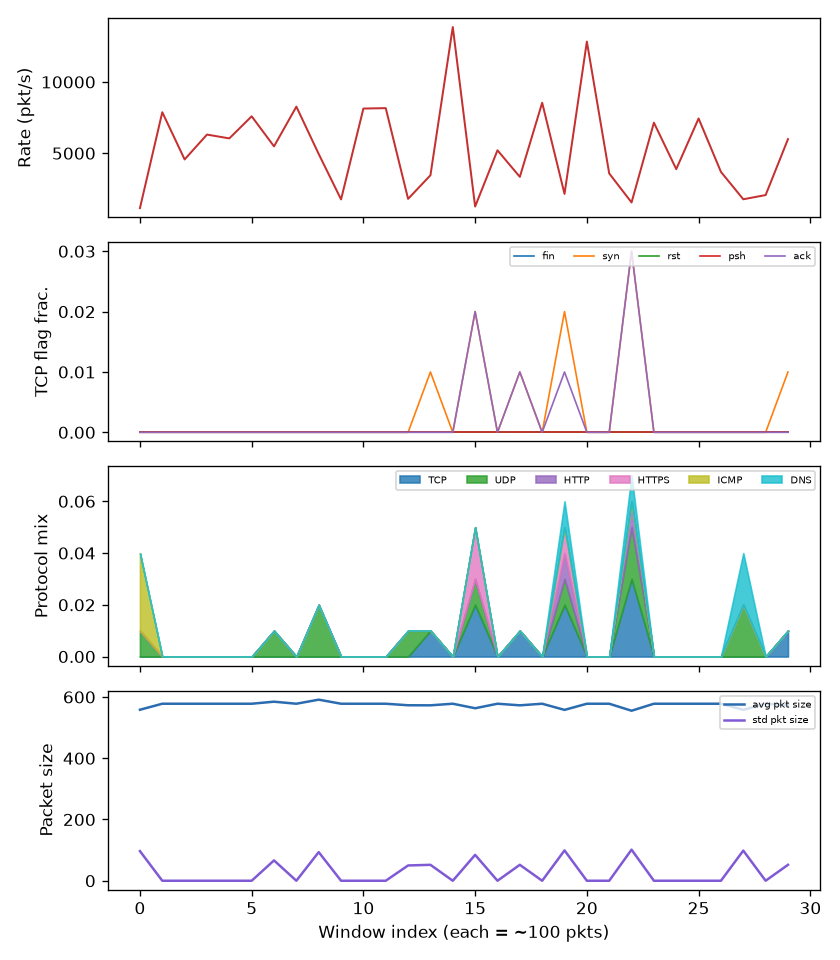 10000
5000
Rate (pkt/s)
fin syn rst psh ack
0.03
0.02
0.01
0.00
TCP flag frac.
TCP UDP HTTP HTTPS ICMP DNS
0.06
0.04
0.02
0.00
Protocol mix
avg pkt size
std pkt size
600
400
200
0
Packet size
0 5 10 15 20 25 30
Window index (each = ~100 pkts)